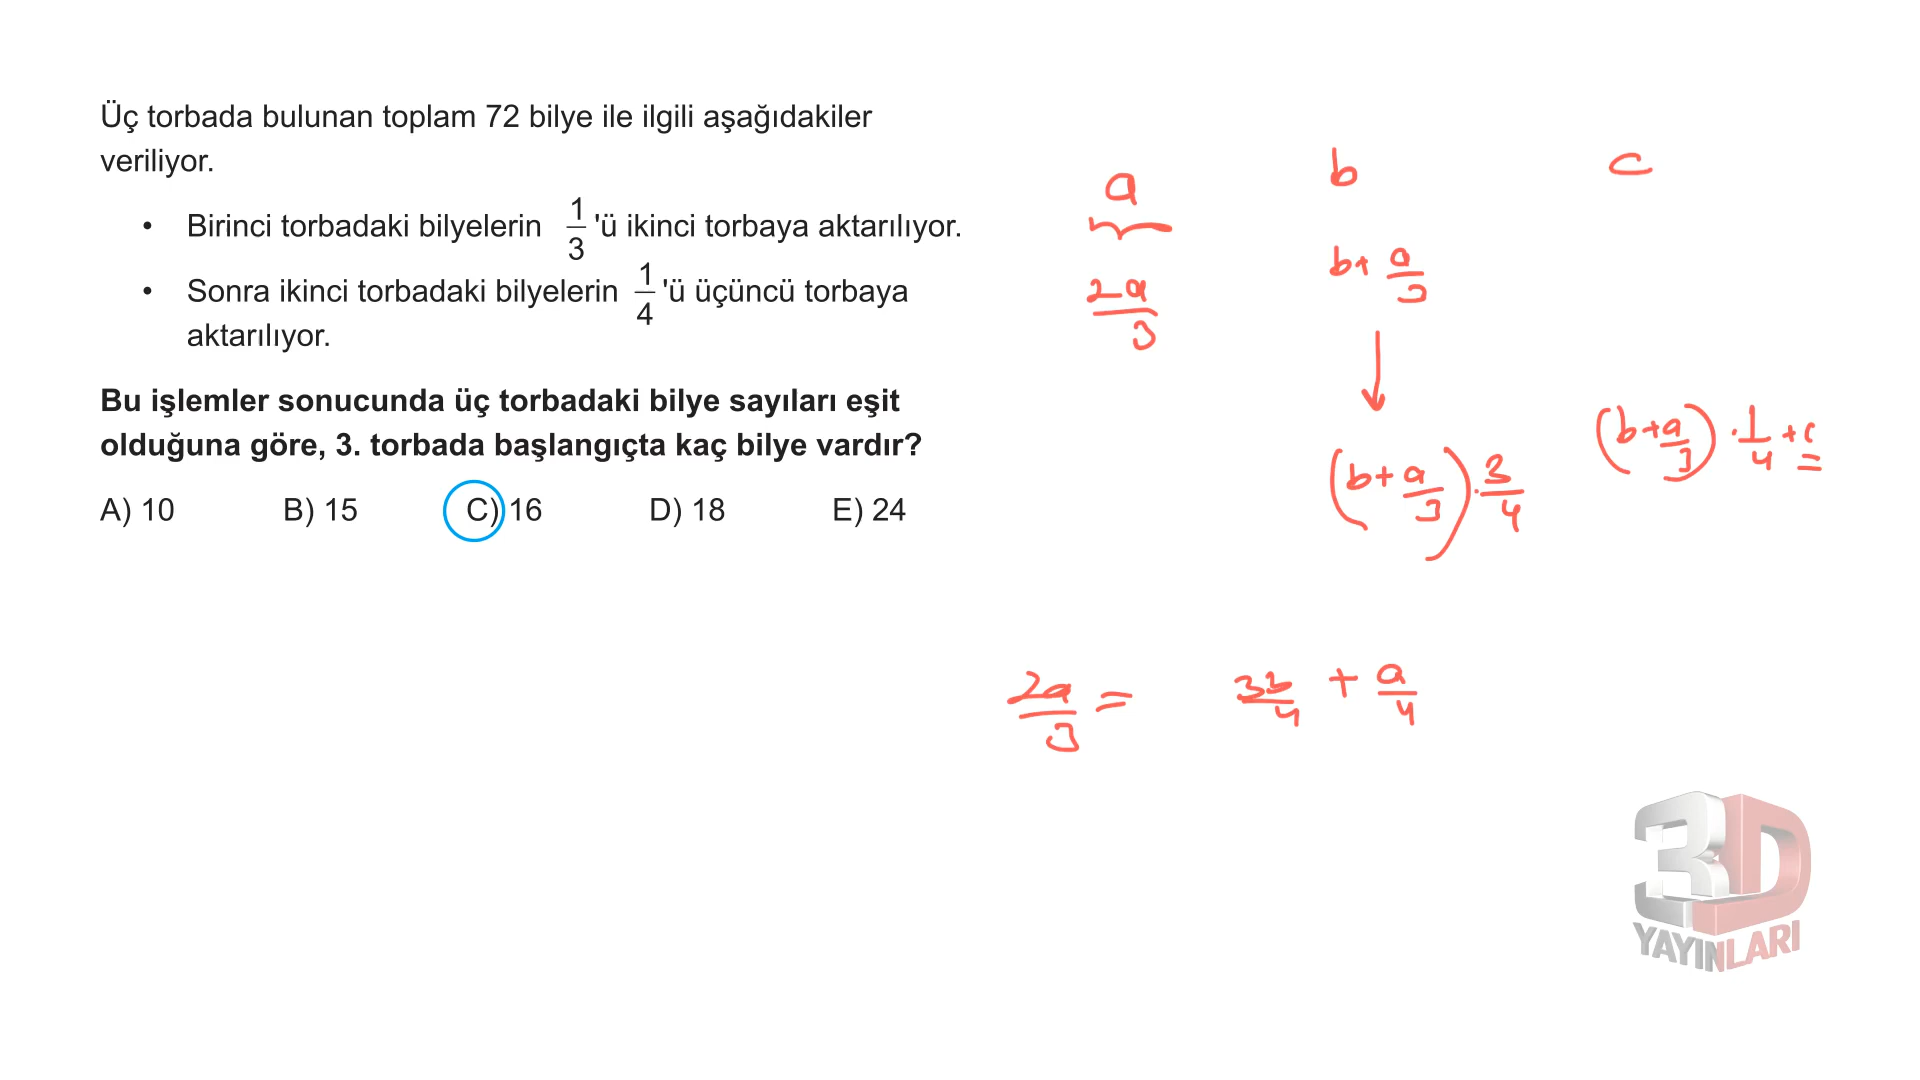 Üç torbada bulunan toplam 72 bilye ile ilgili aşağıdakiler
veriliyor.
• Birinci torbadaki bilyelerin 1/3 'ü ikinci torbaya aktarılıyor.
• Sonra ikinci torbadaki bilyelerin 1/4 'ü üçüncü torbaya
aktarılıyor.
Bu işlemler sonucunda üç torbadaki bilye sayıları eşit
olduğuna göre, 3. torbada başlangıçta kaç bilye vardır?
A) 10 B) 15 C) 16 D) 18 E) 24
a b c
2a/3 b+ a/3
(b+a/3)·3/4 (b+a/3)·1/4+c
2a/3 = 3b/4 + a/4
3D
YAYINLARI